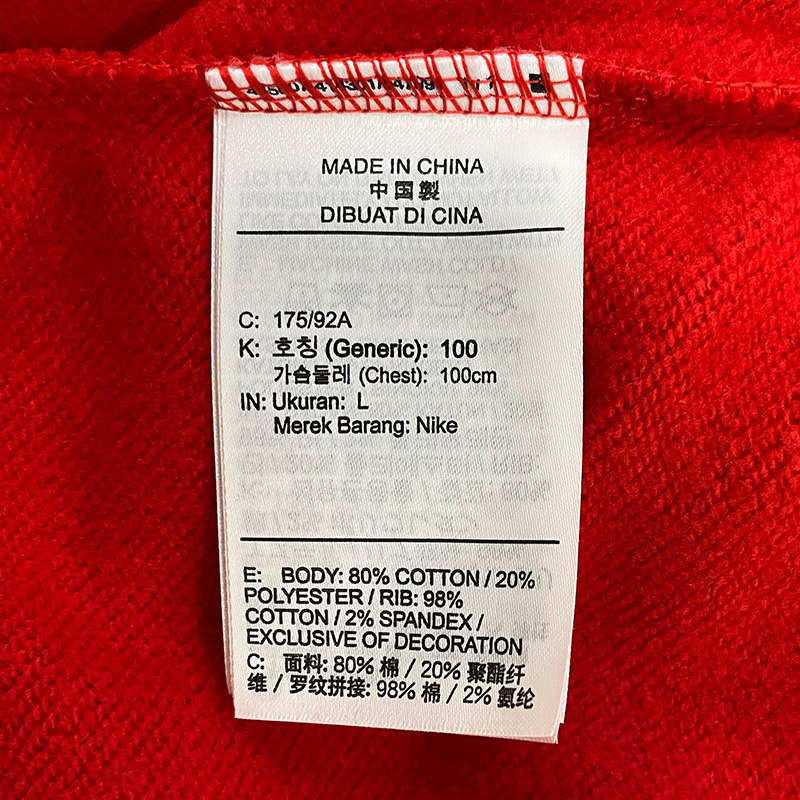 MADE IN CHINA
中国製
DIBUAT DI CINA
C: 175/92A
K: 호칭 (Generic): 100
가슴둘레 (Chest): 100cm
IN: Ukuran: L
Merek Barang: Nike
E: BODY: 80% COTTON / 20%
POLYESTER / RIB: 98%
COTTON / 2% SPANDEX /
EXCLUSIVE OF DECORATION
C: 面料: 80% 棉 / 20% 聚酯纤
维 / 罗纹拼接: 98% 棉 / 2% 氨纶